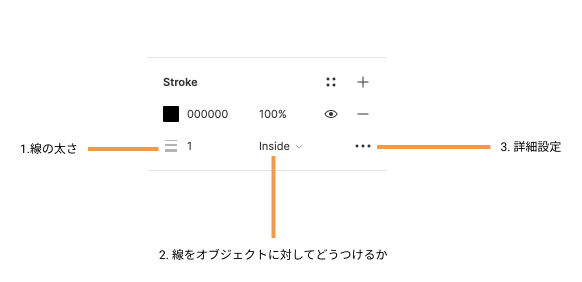 Stroke
000000 100%
1.線の太さ
1 Inside
3. 詳細設定
2. 線をオブジェクトに対してどうつけるか